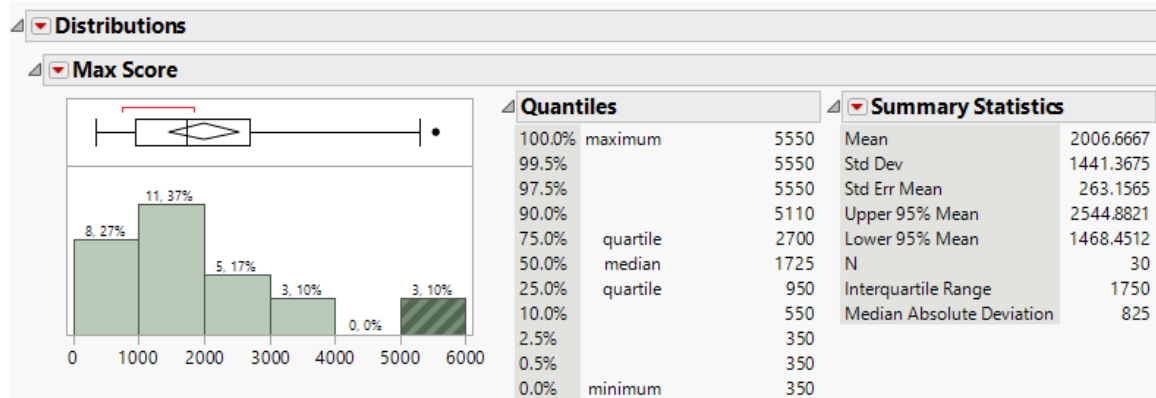 Distributions
Max Score
8, 27%
11, 37%
5, 17%
3, 10%
0, 0%
3, 10%
0 1000 2000 3000 4000 5000 6000
Quantiles
100.0% maximum 5550
99.5% 5550
97.5% 5550
90.0% 5110
75.0% quartile 2700
50.0% median 1725
25.0% quartile 950
10.0% 550
2.5% 350
0.5% 350
0.0% minimum 350
Summary Statistics
Mean 2006.6667
Std Dev 1441.3675
Std Err Mean 263.1565
Upper 95% Mean 2544.8821
Lower 95% Mean 1468.4512
N 30
Interquartile Range 1750
Median Absolute Deviation 825